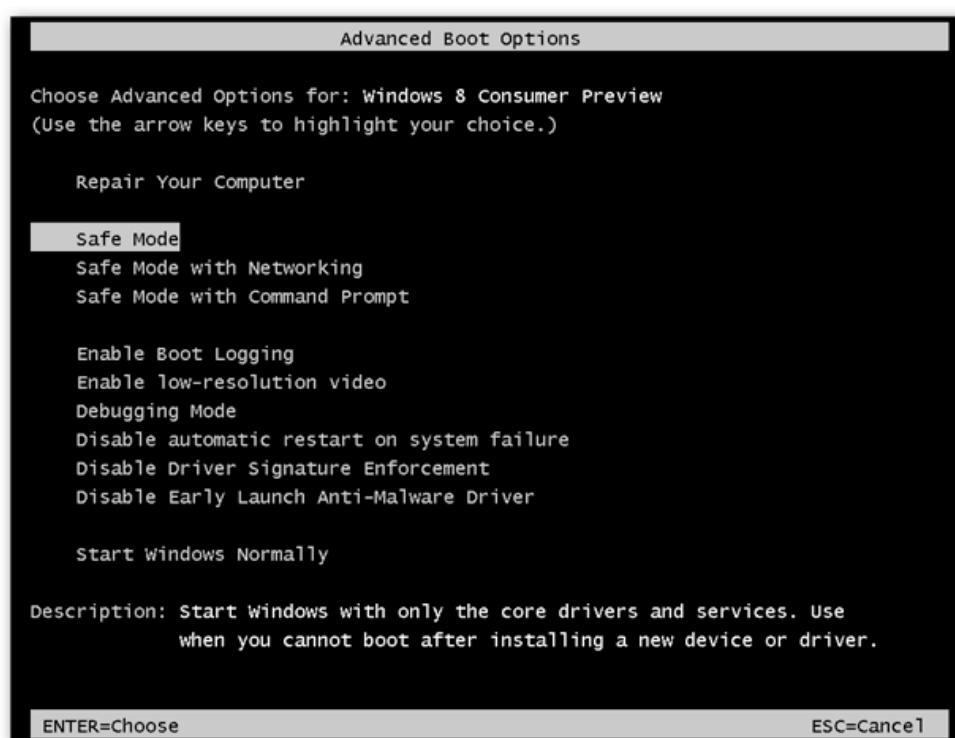 Advanced Boot Options
Choose Advanced Options for: Windows 8 Consumer Preview
(Use the arrow keys to highlight your choice.)
Repair Your Computer
Safe Mode
Safe Mode with Networking
Safe Mode with Command Prompt
Enable Boot Logging
Enable low-resolution video
Debugging Mode
Disable automatic restart on system failure
Disable Driver Signature Enforcement
Disable Early Launch Anti-Malware Driver
Start Windows Normally
Description: Start Windows with only the core drivers and services. Use
when you cannot boot after installing a new device or driver.
ENTER=Choose ESC=Cancel